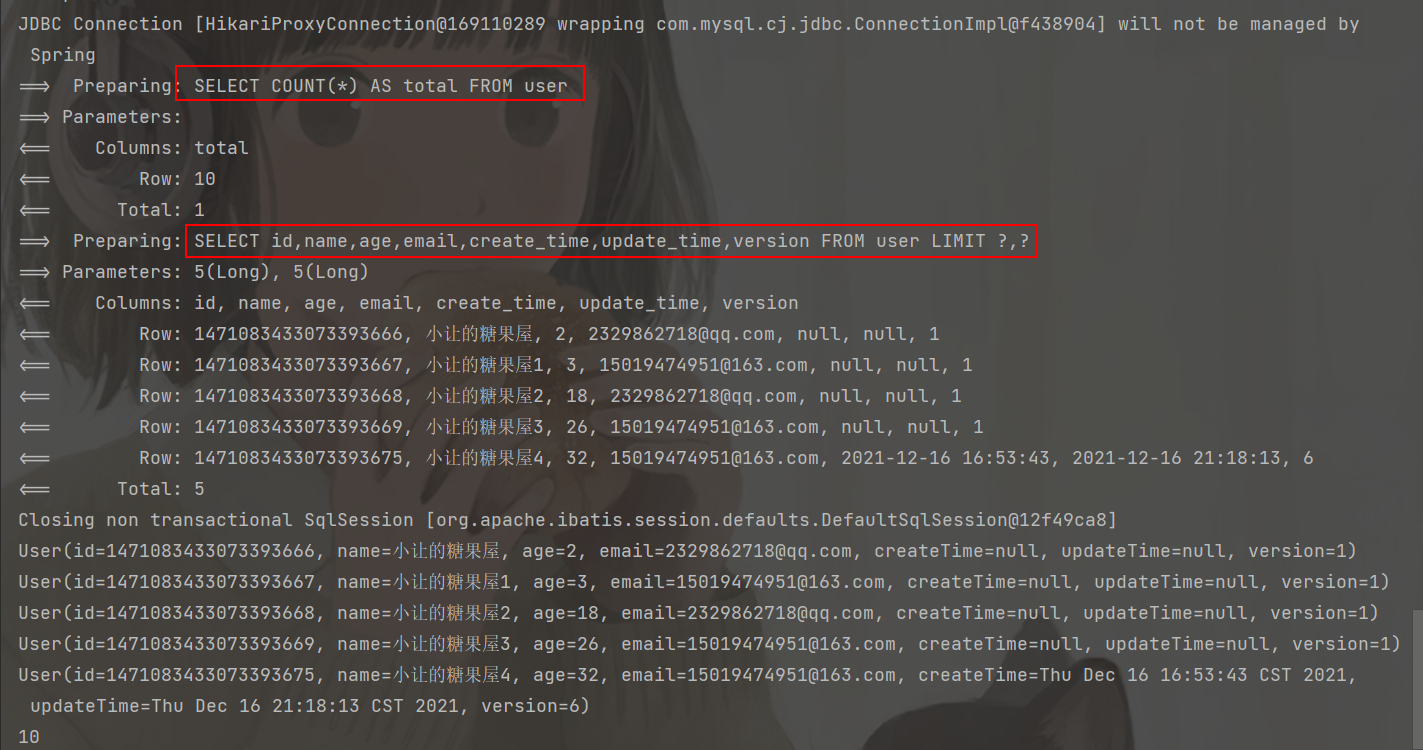 JDBC Connection [HikariProxyConnection@169110289 wrapping com.mysql.cj.jdbc.ConnectionImpl@f438904] will not be managed by
Spring
==>  Preparing: SELECT COUNT(*) AS total FROM user
==> Parameters:
<==    Columns: total
<==        Row: 10
<==      Total: 1
==>  Preparing: SELECT id,name,age,email,create_time,update_time,version FROM user LIMIT ?,?
==> Parameters: 5(Long), 5(Long)
<==    Columns: id, name, age, email, create_time, update_time, version
<==        Row: 1471083433073393666, 小让的糖果屋, 2, 2329862718@qq.com, null, null, 1
<==        Row: 1471083433073393667, 小让的糖果屋1, 3, 15019474951@163.com, null, null, 1
<==        Row: 1471083433073393668, 小让的糖果屋2, 18, 2329862718@qq.com, null, null, 1
<==        Row: 1471083433073393669, 小让的糖果屋3, 26, 15019474951@163.com, null, null, 1
<==        Row: 1471083433073393675, 小让的糖果屋4, 32, 15019474951@163.com, 2021-12-16 16:53:43, 2021-12-16 21:18:13, 6
<==      Total: 5
Closing non transactional SqlSession [org.apache.ibatis.session.defaults.DefaultSqlSession@12f49ca8]
User(id=1471083433073393666, name=小让的糖果屋, age=2, email=2329862718@qq.com, createTime=null, updateTime=null, version=1)
User(id=1471083433073393667, name=小让的糖果屋1, age=3, email=15019474951@163.com, createTime=null, updateTime=null, version=1)
User(id=1471083433073393668, name=小让的糖果屋2, age=18, email=2329862718@qq.com, createTime=null, updateTime=null, version=1)
User(id=1471083433073393669, name=小让的糖果屋3, age=26, email=15019474951@163.com, createTime=null, updateTime=null, version=1)
User(id=1471083433073393675, name=小让的糖果屋4, age=32, email=15019474951@163.com, createTime=Thu Dec 16 16:53:43 CST 2021,
updateTime=Thu Dec 16 21:18:13 CST 2021, version=6)
10